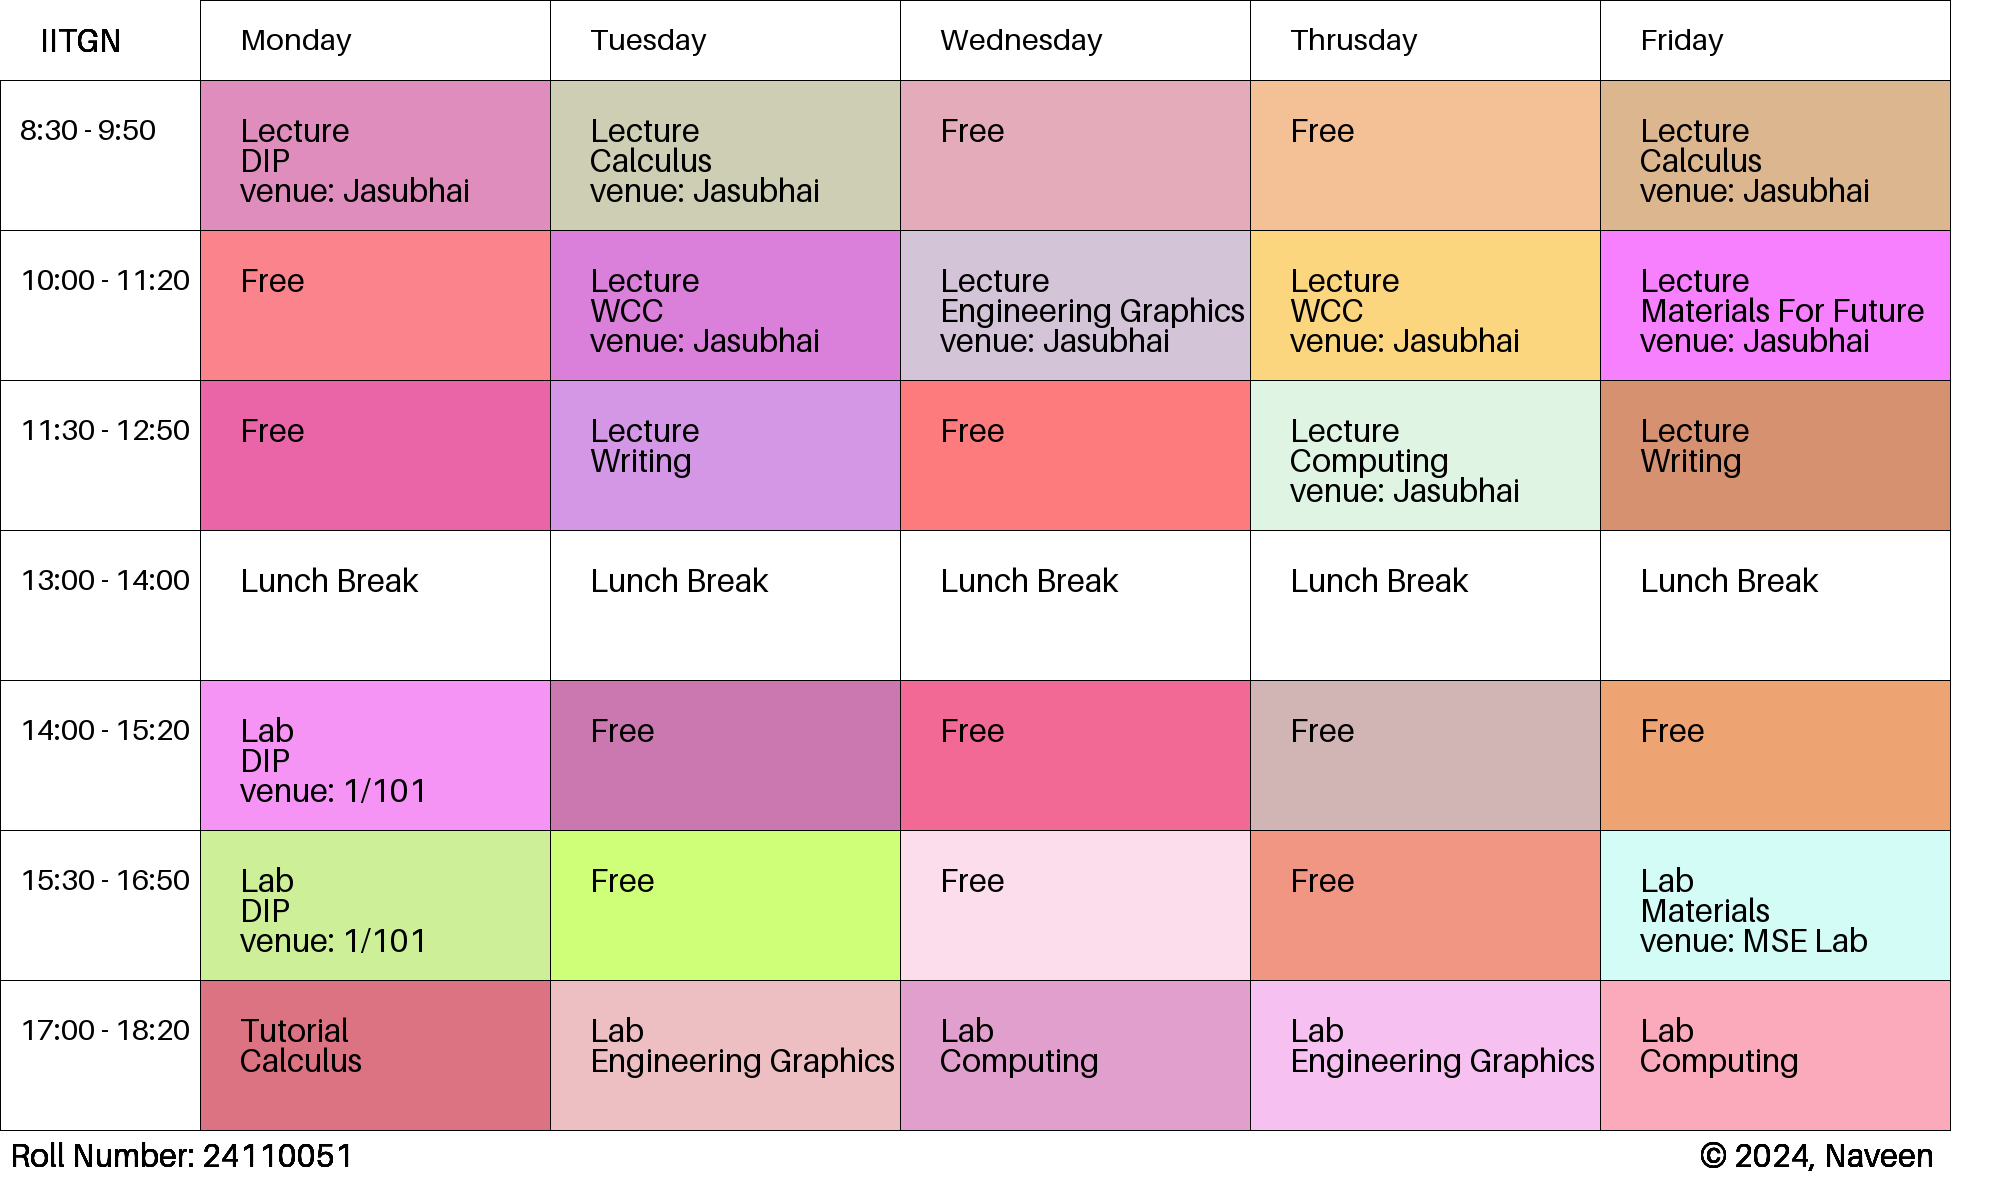 IITGN Monday Tuesday Wednesday Thrusday Friday
8:30 - 9:50
Lecture
DIP
venue: Jasubhai
Lecture
Calculus
venue: Jasubhai
Free
Free
Lecture
Calculus
venue: Jasubhai
10:00 - 11:20
Free
Lecture
WCC
venue: Jasubhai
Lecture
Engineering Graphics
venue: Jasubhai
Lecture
WCC
venue: Jasubhai
Lecture
Materials For Future
venue: Jasubhai
11:30 - 12:50
Free
Lecture
Writing
Free
Lecture
Computing
venue: Jasubhai
Lecture
Writing
13:00 - 14:00
Lunch Break
Lunch Break
Lunch Break
Lunch Break
Lunch Break
14:00 - 15:20
Lab
DIP
venue: 1/101
Free
Free
Free
Free
15:30 - 16:50
Lab
DIP
venue: 1/101
Free
Free
Free
Lab
Materials
venue: MSE Lab
17:00 - 18:20
Tutorial
Calculus
Lab
Engineering Graphics
Lab
Computing
Lab
Engineering Graphics
Lab
Computing
Roll Number: 24110051
© 2024, Naveen